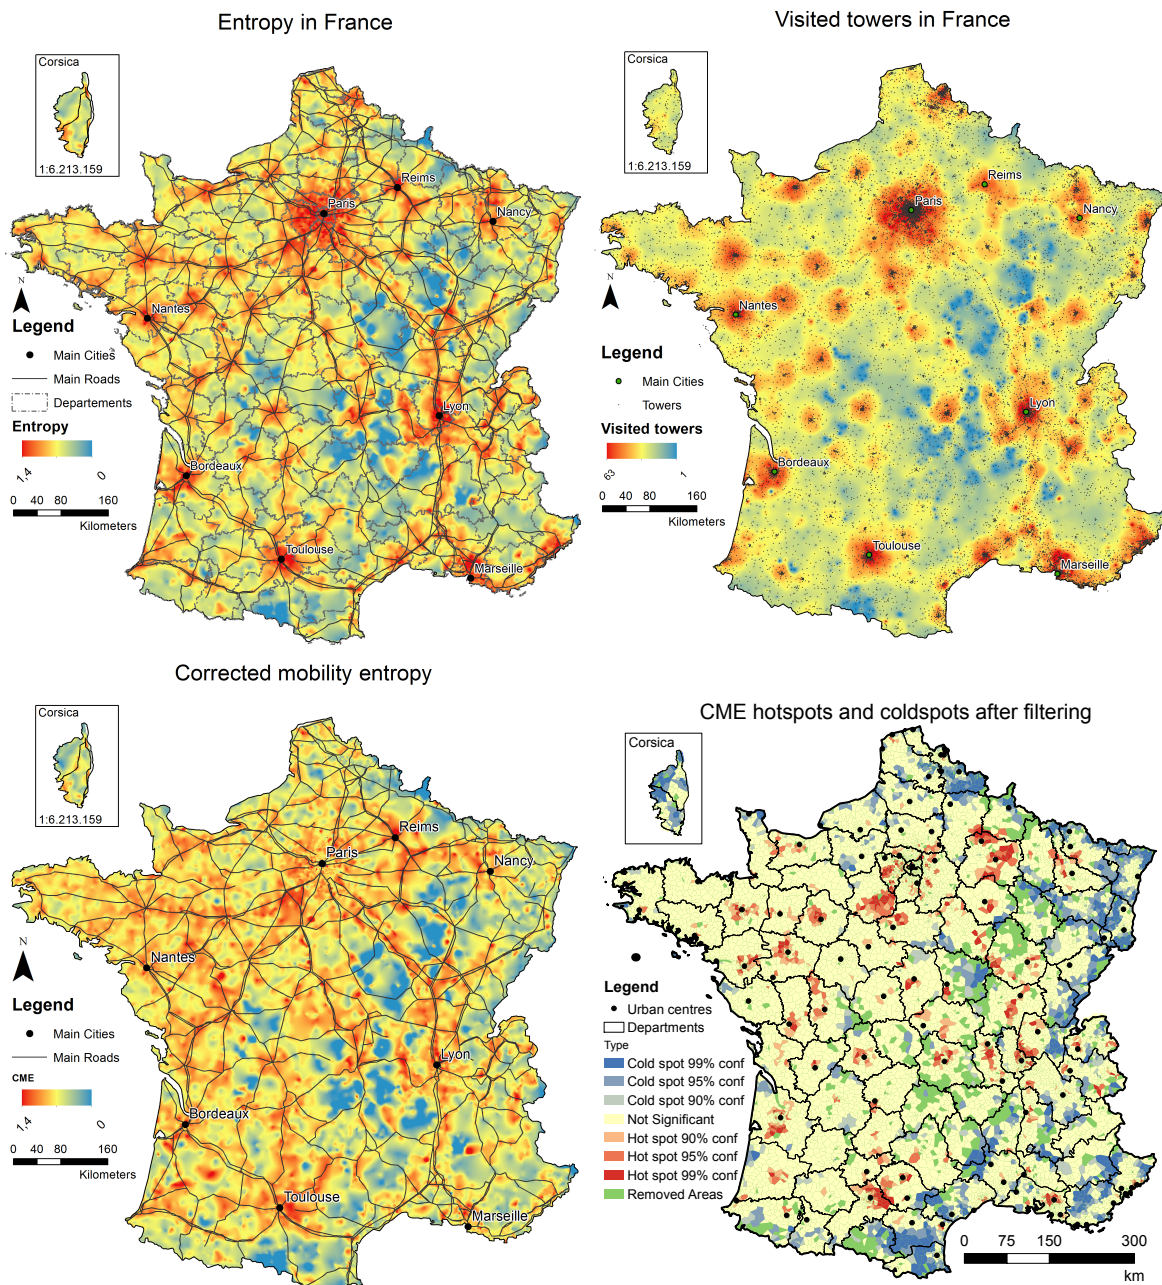 Entropy in France
Corsica
1:6.213.159
Reims
Paris
Nancy
N
Nantes
Legend
Main Cities
Main Roads
Departements
Entropy
1,4
0
Lyon
Bordeaux
0 40 80 160
Kilometers
Toulouse
Marseille
Visited towers in France
Corsica
1:6.213.159
Reims
Paris
Nancy
N
Nantes
Legend
Main Cities
Towers
Visited towers
63
1
Lyon
Bordeaux
0 40 80 160
Kilometers
Toulouse
Marseille
Corrected mobility entropy
Corsica
1:6.213.159
Reims
Paris
Nancy
N
Nantes
Legend
Main Cities
Main Roads
CME
1,4
0
Lyon
Bordeaux
0 40 80 160
Kilometers
Toulouse
Marseille
CME hotspots and coldspots after filtering
Corsica
N
Legend
Urban centres
Departments
Type
Cold spot 99% conf
Cold spot 95% conf
Cold spot 90% conf
Not Significant
Hot spot 90% conf
Hot spot 95% conf
Hot spot 99% conf
Removed Areas
0 75 150 300
km